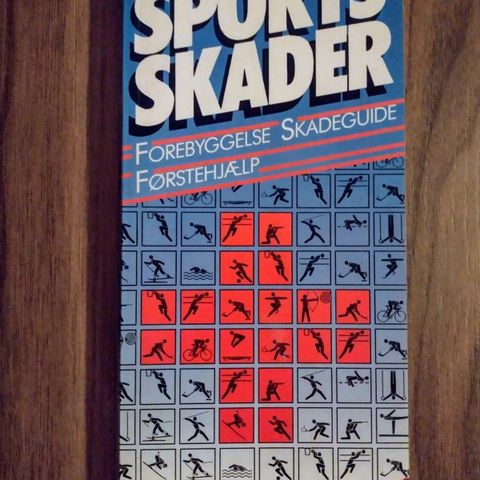 SPORTS
SKADER
FOREBYGGELSE SKADEGUIDE
FØRSTEHJÆLP